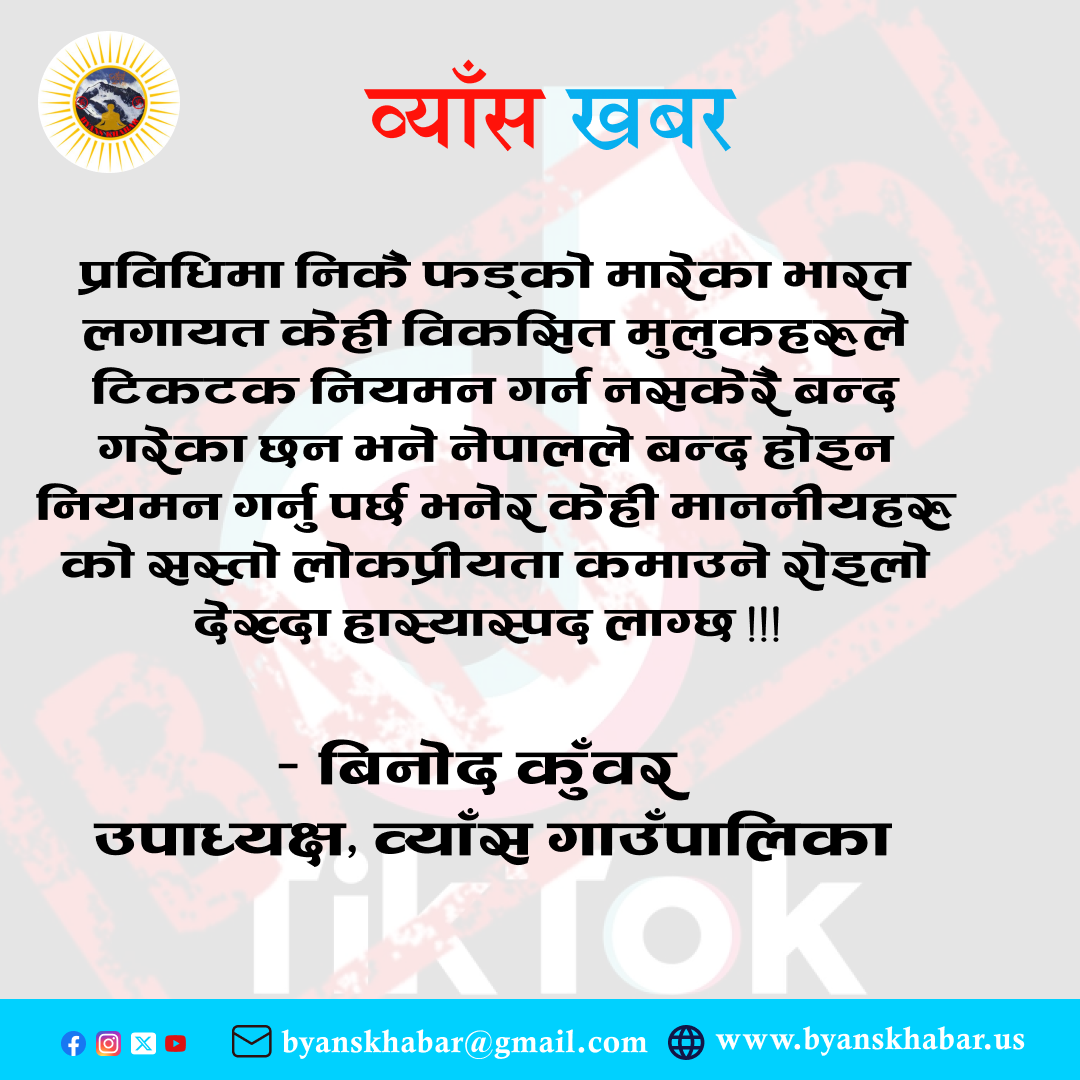 व्याँस खबर
प्रविधिमा निकै फड्को मारेका भारत
लगायत केही विकसित मुलुकहरूले
टिकटक नियमन गर्न नसकेरै बन्द
गरेका छन भने नेपालले बन्द होइन
नियमन गर्नु पर्छ भनेर केही माननीयहरू
को सस्तो लोकप्रीयता कमाउने रोइलो
देख्दा हास्यास्पद लाग्छ !!!
- बिनोद कुँवर
उपाध्यक्ष, व्याँस गाउँपालिका
BANNED
TikTok
byanskhabar@gmail.com
www.byanskhabar.us